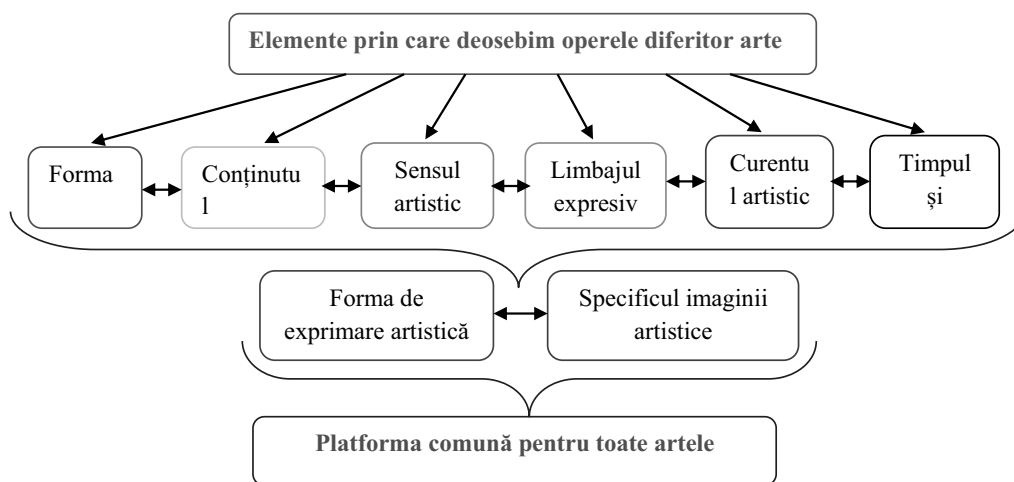 Elemente prin care deosebim operele diferitor arte
Forma
Conținutu
l
Sensul
artistic
Limbajul
expresiv
Curentu
l artistic
Timpul
și
Forma de
exprimare artistică
Specificul imaginii
artistice
Platforma comună pentru toate artele